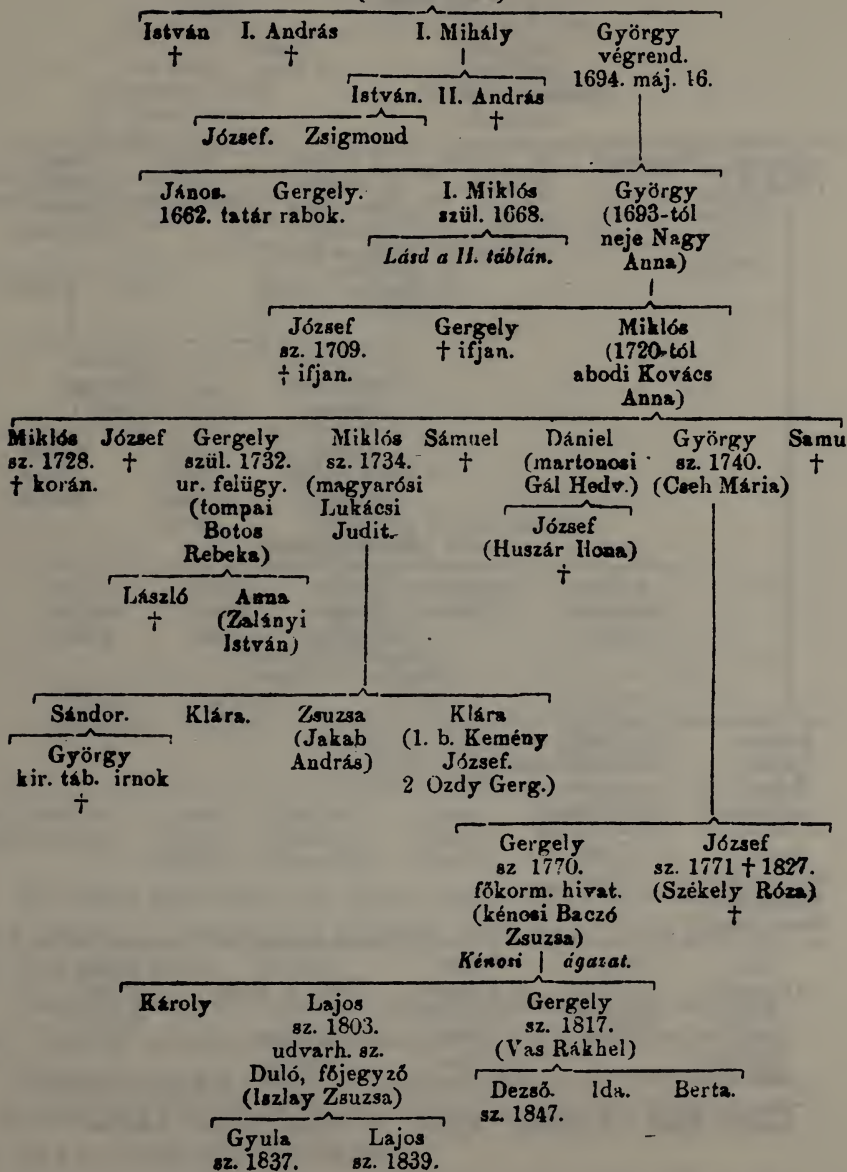 István I. András I. Mihály György
† † végrend.
1694. máj. 16.
István. II. András
†
József. Zsigmond
János. Gergely. I. Miklós György
1662. tatár rabok. szül. 1668. (1693-tól
Lásd a II. táblán. neje Nagy
Anna)
József Gergely Miklós
sz. 1709. † ifjan. (1720-tól
† ifjan. abodi Kovács
Anna)
Miklós József Gergely Miklós Sámuel Dániel György Samu
sz. 1728. † szül. 1732. sz. 1734. † (martonosi sz. 1740. †
† korán. ur. felügy. (magyarósi Gál Hedv.) (Cseh Mária)
(tompai Lukácsi
Botos Judit.
Rebeka)
József
(Huszár Ilona)
†
László Anna
† (Zalányi
István)
Sándor. Klára. Zsuzsa Klára
(Jakab (1. b. Kemény
András) József.
2 Ozdy Gerg.)
György
kir. táb. irnok
†
Gergely József
sz 1770. sz. 1771 † 1827.
főkorm. hivat. (Székely Róza)
(kénosi Baczó †
Zsuzsa)
Kénosi | ágazat.
Károly Lajos Gergely
sz. 1803. sz. 1817.
udvarh. sz. (Vas Rákhel)
Duló, főjegyző
(Iszlay Zsuzsa)
Dezső. Ida. Berta.
sz. 1847.
Gyula Lajos
sz. 1837. sz. 1839.